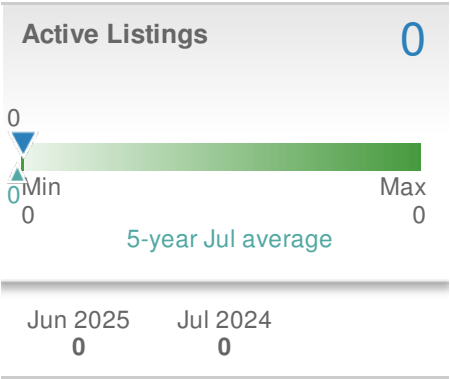 Active Listings 0
0
0
Min Max
0 0
5-year Jul average
Jun 2025 Jul 2024
0 0